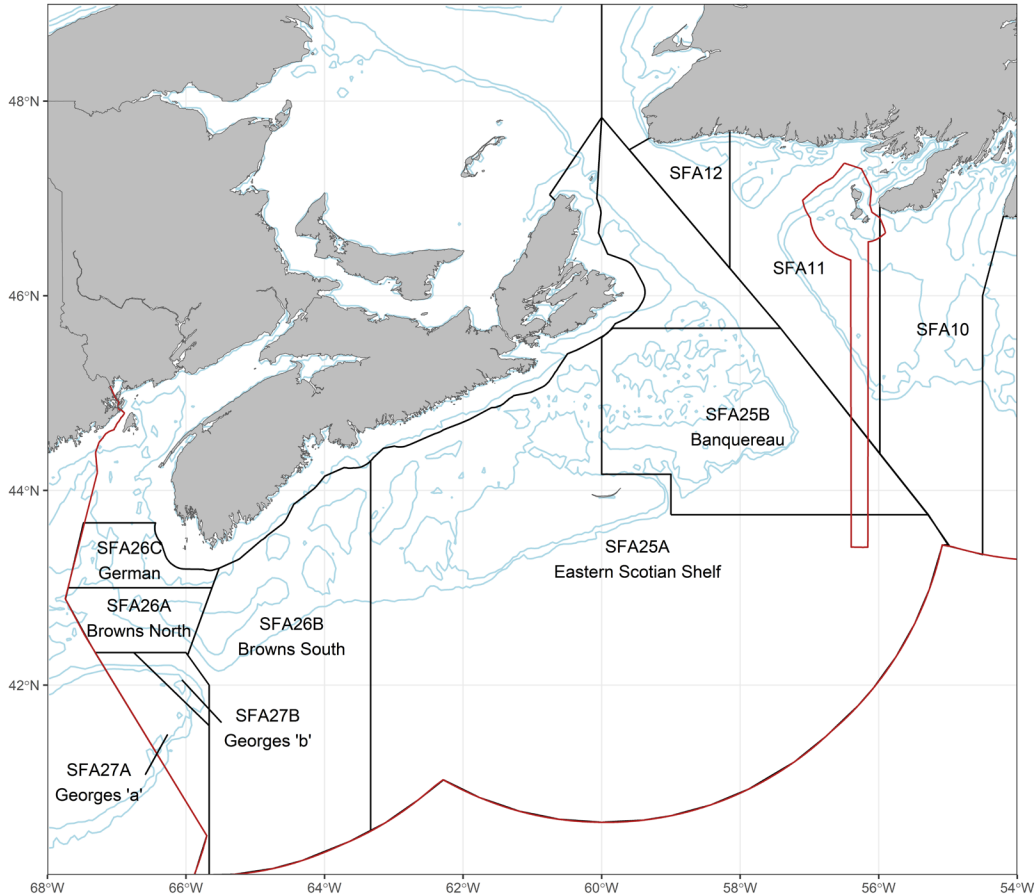 48°N
46°N
44°N
42°N
SFA12
SFA11
SFA10
SFA25B
Banquereau
SFA25A
Eastern Scotian Shelf
SFA26C
German
SFA26A
Browns North
SFA26B
Browns South
SFA27B
Georges 'b'
SFA27A
Georges 'a'
68°W
66°W
64°W
62°W
60°W
58°W
56°W
54°W